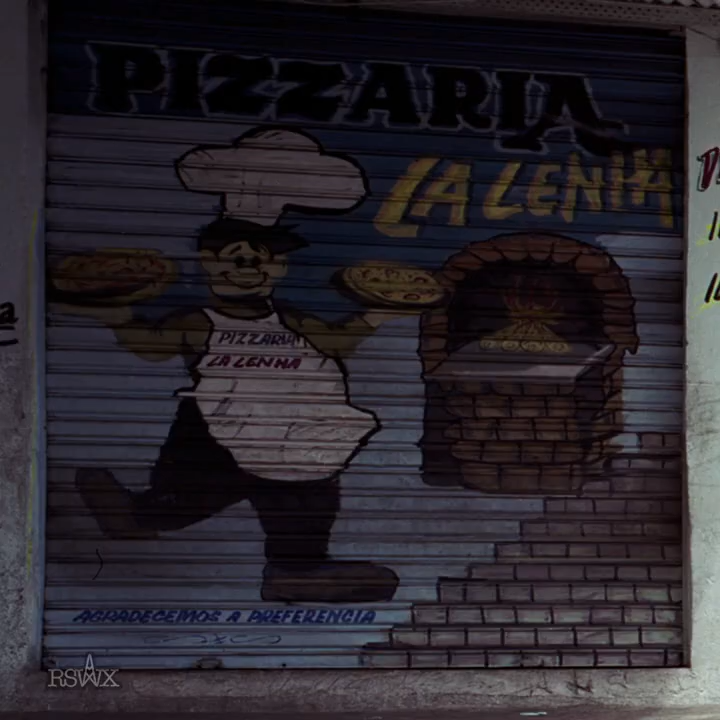 PIZZARIA
LA LENHA
PIZZARIA
LA LENHA
AGRADECEMOS A PREFERENCIA
RSWX